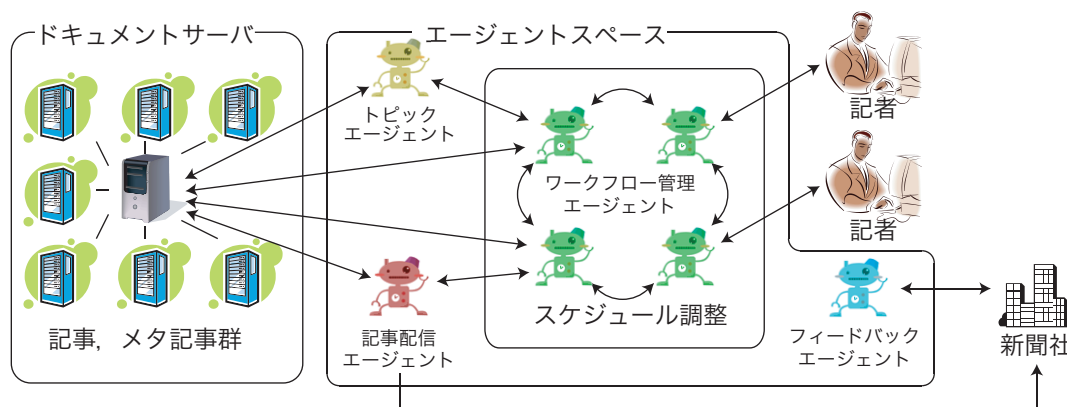 ドキュメントサーバ
記事，メタ記事群
エージェントスペース
トピック
エージェント
ワークフロー管理
エージェント
スケジュール調整
記事配信
エージェント
フィードバック
エージェント
記者
記者
新聞社